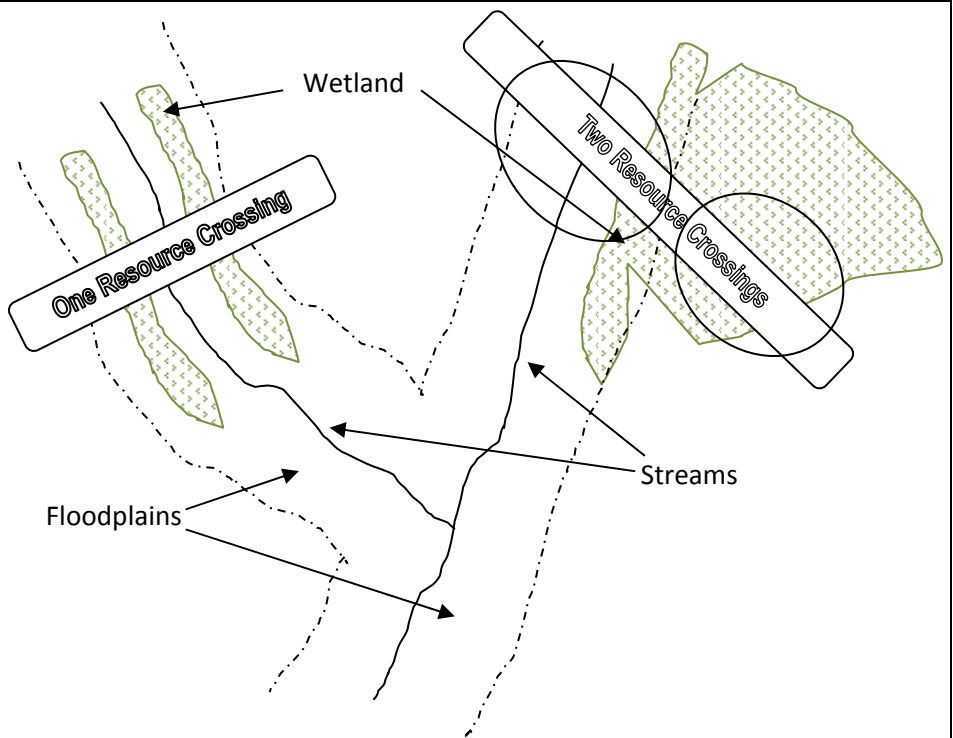 Wetland
Two Resource Crossings
One Resource Crossing
Streams
Floodplains